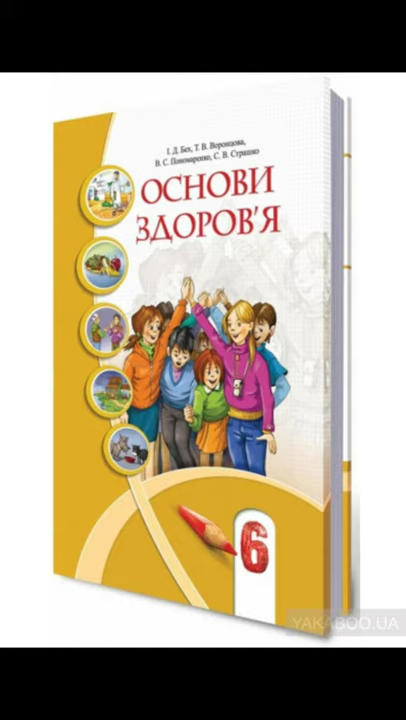 І. Д. Бех, Т. В. Воронцова,
В. С. Пономаренко, С. В. Страшко
ОСНОВИ
ЗДОРОВ'Я
6
YAKABOO.UA